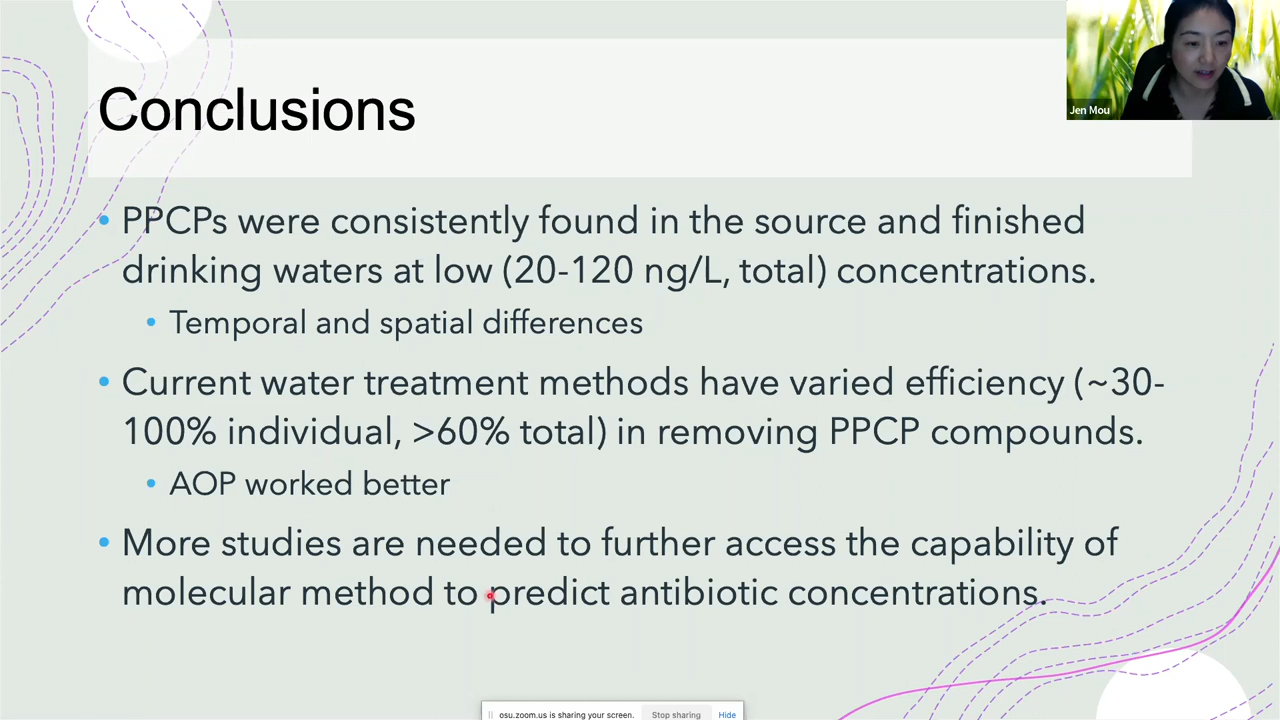 Conclusions
Jen Mou
• PPCPs were consistently found in the source and finished
drinking waters at low (20-120 ng/L, total) concentrations.
• Temporal and spatial differences
• Current water treatment methods have varied efficiency (~30-
100% individual, >60% total) in removing PPCP compounds.
• AOP worked better
• More studies are needed to further access the capability of
molecular method to predict antibiotic concentrations.
osu.zoom.us is sharing your screen. Stop sharing Hide